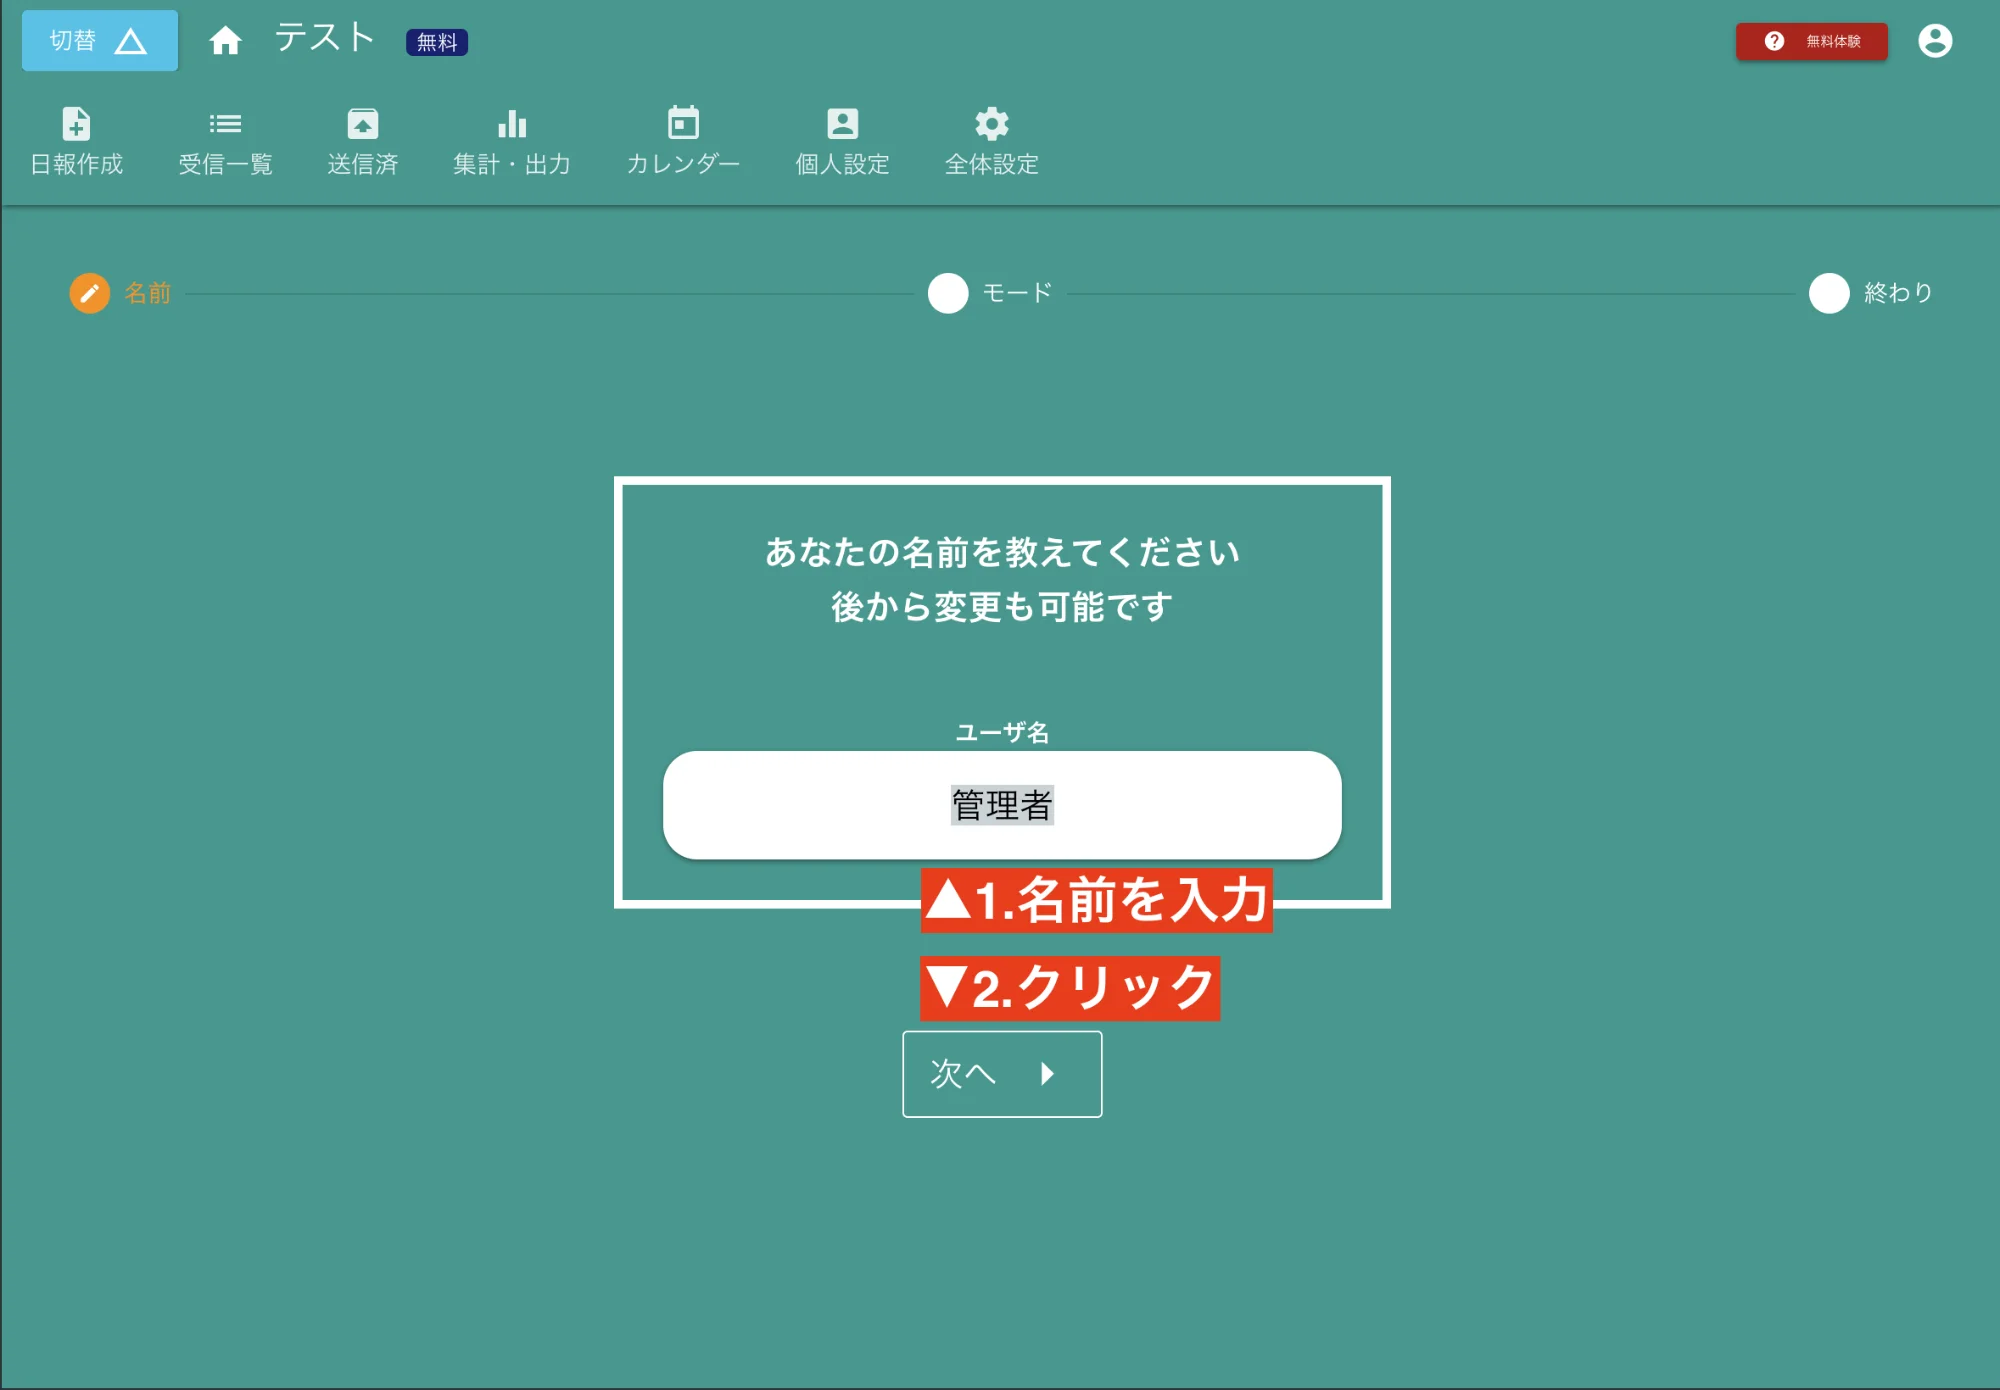 切替
テスト
無料
無料体験
日報作成
受信一覧
送信済
集計・出力
カレンダー
個人設定
全体設定
名前
モード
終わり
あなたの名前を教えてください
後から変更も可能です
ユーザ名
管理者
▲1.名前を入力
▼2.クリック
次へ